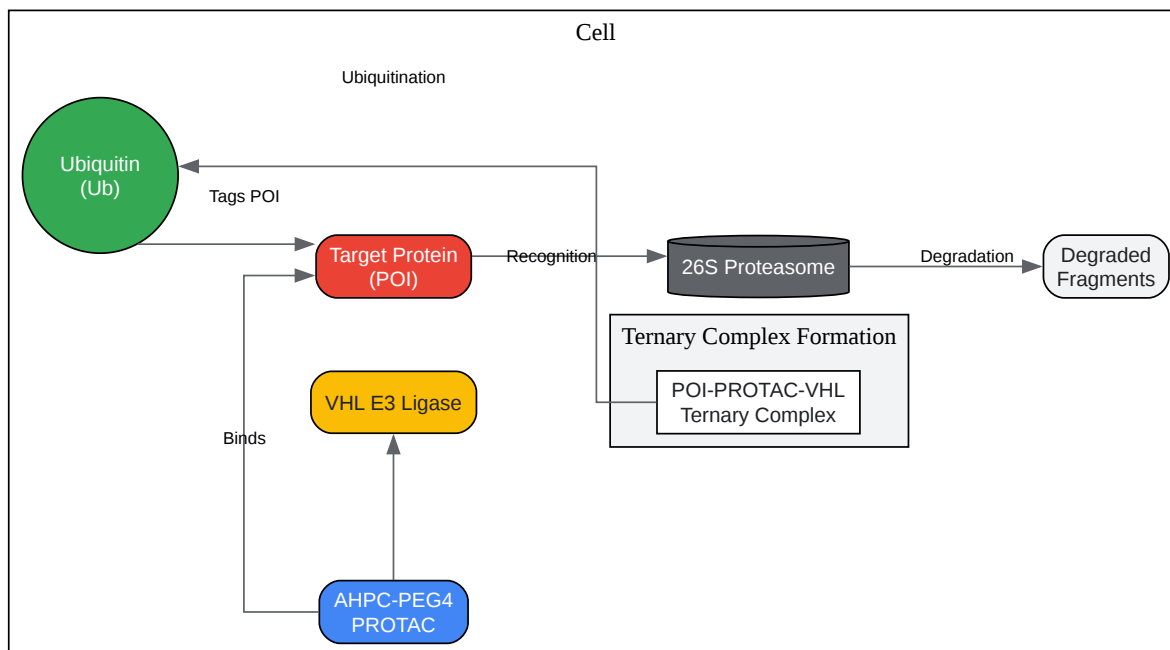 Cell
Ubiquitination
Ubiquitin
(Ub)
Tags POI
Target Protein
(POI)
Recognition
26S Proteasome
Degradation
Degraded
Fragments
Ternary Complex Formation
POI-PROTAC-VHL
Ternary Complex
VHL E3 Ligase
Binds
AHPC-PEG4
PROTAC